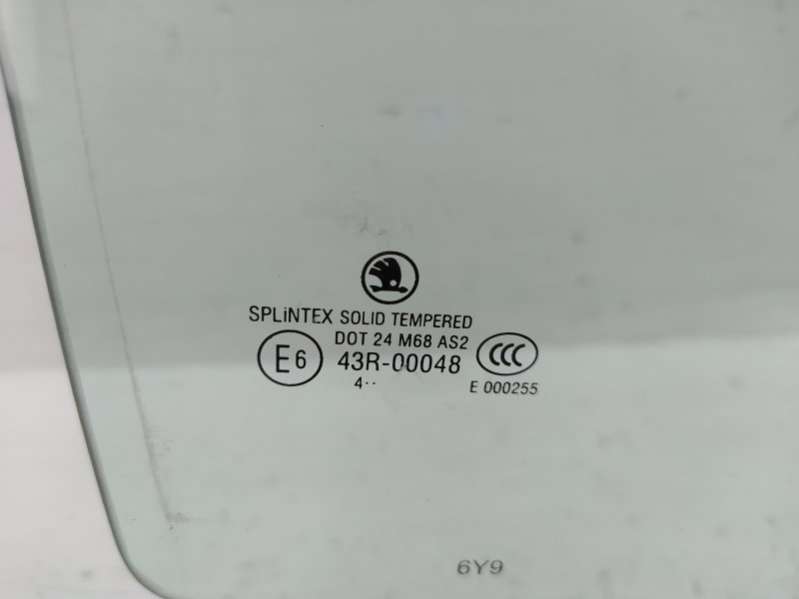 SPLiNTEX SOLID TEMPERED
DOT 24 M68 AS2
E6 43R-00048 CCC
4·· E 000255
6Y9